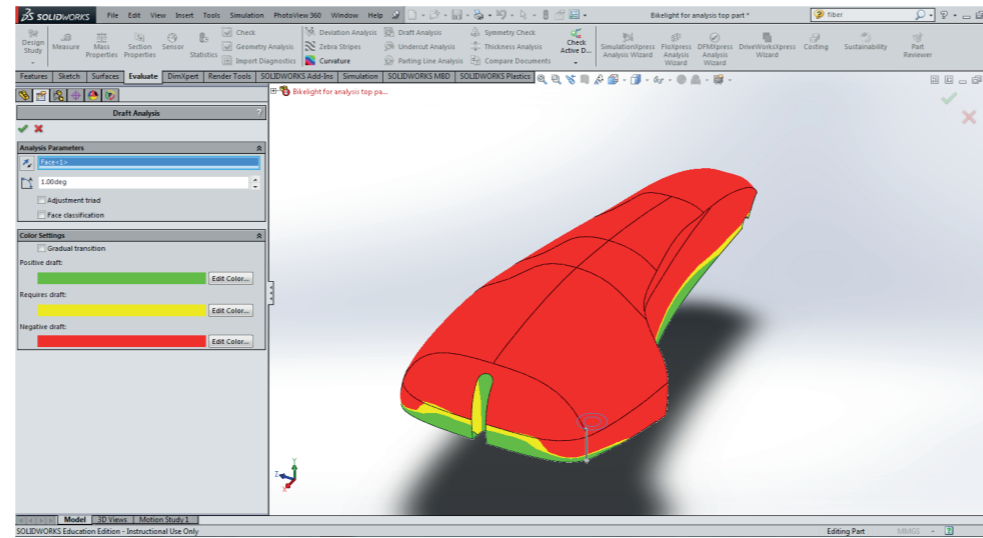 SOLIDWORKS File Edit View Insert Tools Simulation PhotoView 360 Window Help Bikelight for analysis top part * fiber
Design Study Measure Mass Properties Section Properties Sensor Statistics
Check
Geometry Analysis
Import Diagnostics
Deviation Analysis
Zebra Stripes
Curvature
Draft Analysis
Undercut Analysis
Parting Line Analysis
Symmetry Check
Thickness Analysis
Compare Documents
Check Active D...
SimulationXpress Analysis Wizard
FloXpress Analysis Wizard
DFMXpress Analysis Wizard
DriveWorksXpress Wizard
Costing
Sustainability
Part Reviewer
Features Sketch Surfaces Evaluate DimXpert Render Tools SOLIDWORKS Add-Ins Simulation SOLIDWORKS MBD SOLIDWORKS Plastics
Bikelight for analysis top pa...
Draft Analysis ?
Analysis Parameters
Face<1>
1.00deg
Adjustment triad
Face classification
Color Settings
Gradual transition
Positive draft:
Edit Color...
Requires draft:
Edit Color...
Negative draft:
Edit Color...
Y
Z
X
Model 3D Views Motion Study 1
SOLIDWORKS Education Edition - Instructional Use Only Editing Part MMGS